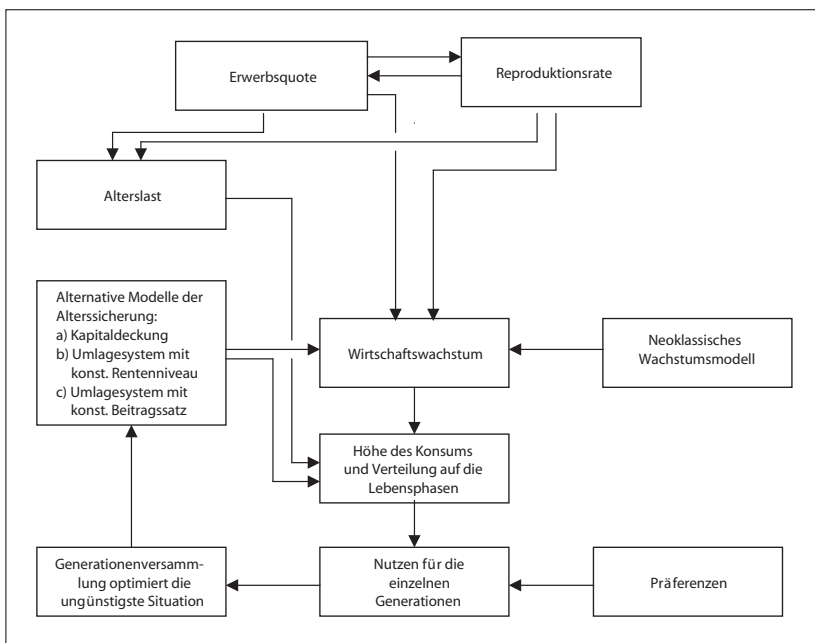 Erwerbsquote
Reproduktionsrate
Alterslast
Alternative Modelle der
Alterssicherung:
a) Kapitaldeckung
b) Umlagesystem mit
konst. Rentenniveau
c) Umlagesystem mit
konst. Beitragssatz
Wirtschaftswachstum
Neoklassisches
Wachstumsmodell
Höhe des Konsums
und Verteilung auf die
Lebensphasen
Generationenversamm-
lung optimiert die
ungünstigste Situation
Nutzen für die
einzelnen
Generationen
Präferenzen